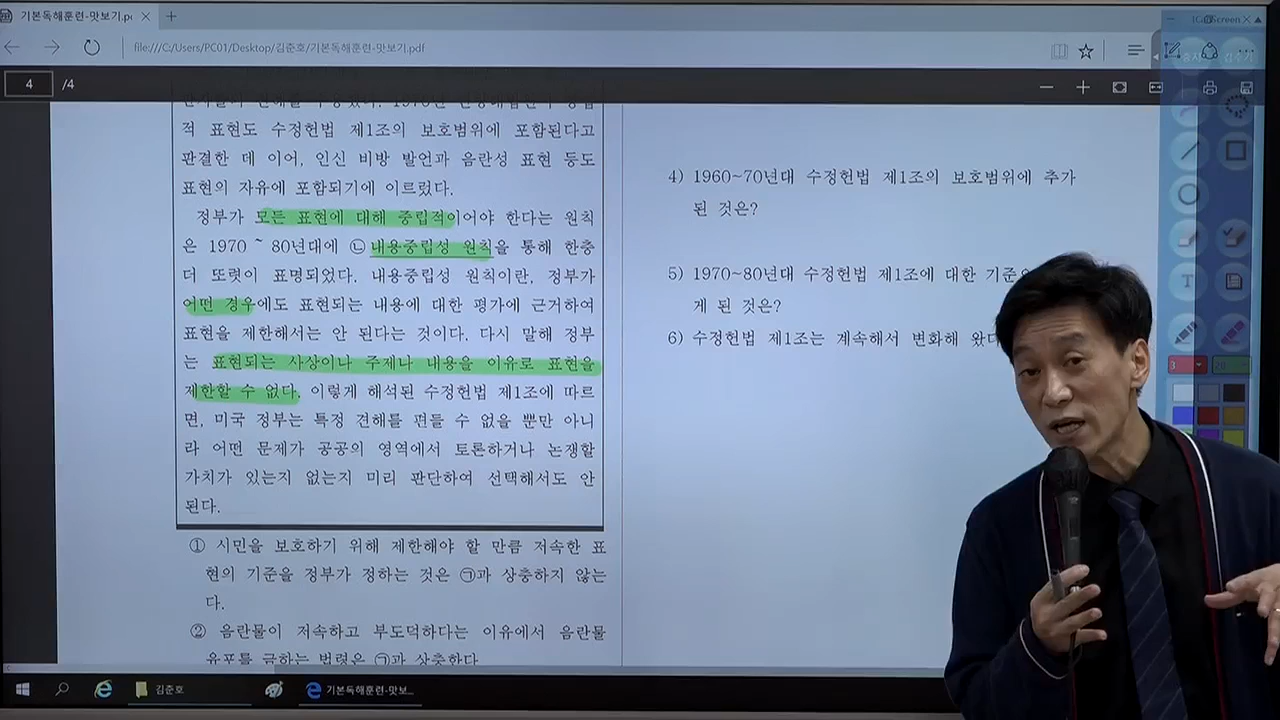 기본독해훈련-맛보기.pc
file:///C:/Users/PC01/Desktop/김준호/기본독해훈련-맛보기.pdf
4 /4
적 표현도 수정헌법 제1조의 보호범위에 포함된다고
판결한 데 이어, 인신 비방 발언과 음란성 표현 등도
표현의 자유에 포함되기에 이르렀다.
정부가 모든 표현에 대해 중립적이어야 한다는 원칙
은 1970 ~ 80년대에 ㉡ 내용중립성 원칙을 통해 한층
더 또렷이 표명되었다. 내용중립성 원칙이란, 정부가
어떤 경우에도 표현되는 내용에 대한 평가에 근거하여
표현을 제한해서는 안 된다는 것이다. 다시 말해 정부
는 표현되는 사상이나 주제나 내용을 이유로 표현을
제한할 수 없다. 이렇게 해석된 수정헌법 제1조에 따르
면, 미국 정부는 특정 견해를 편들 수 없을 뿐만 아니
라 어떤 문제가 공공의 영역에서 토론하거나 논쟁할
가치가 있는지 없는지 미리 판단하여 선택해서도 안
된다.
① 시민을 보호하기 위해 제한해야 할 만큼 저속한 표
현의 기준을 정부가 정하는 것은 ㉠과 상충하지 않는
다.
② 음란물이 저속하고 부도덕하다는 이유에서 음란물
유포를 금하는 법령은 ㉠과 상충한다
4) 1960~70년대 수정헌법 제1조의 보호범위에 추가
된 것은?
5) 1970~80년대 수정헌법 제1조에 대한 기준
게 된 것은?
6) 수정헌법 제1조는 계속해서 변화해 왔다
T
3
김준호
기본독해훈련-맛보...